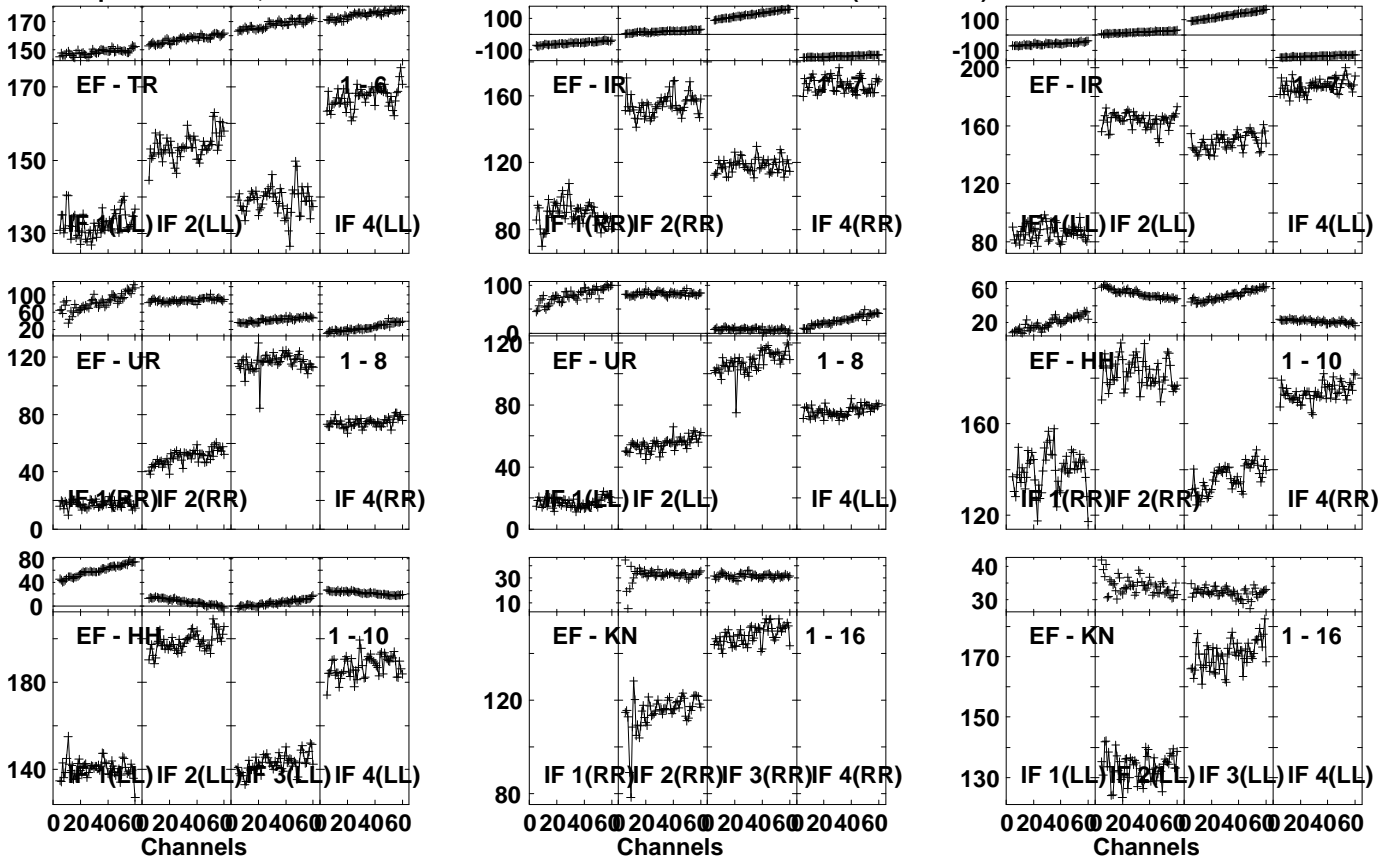 170
150
EF - TR
1 - 6
170
150
130
IF 1(LL) IF 2(LL)
IF 4(LL)
100
-100
EF - IR
160
120
80
IF 1(RR) IF 2(RR)
IF 4(RR)
100
-100
EF - IR
200
160
120
80
IF 1(LL) IF 2(LL)
IF 4(LL)
100
60
20
EF - UR
1 - 8
120
80
40
0
IF 1(RR) IF 2(RR)
IF 4(RR)
100
0
EF - UR
1 - 8
120
80
40
0
IF 1(LL) IF 2(LL)
IF 4(LL)
60
20
EF - HH
1 - 10
160
120
IF 1(RR) IF 2(RR)
IF 4(RR)
80
40
0
EF - HH
1 - 10
180
140
IF 1(LL) IF 2(LL) IF 3(LL) IF 4(LL)
0 204060 0 204060 0 204060 0 204060
Channels
30
10
EF - KN
1 - 16
120
80
IF 1(RR) IF 2(RR) IF 3(RR) IF 4(RR)
0 204060 0 204060 0 204060 0 204060
Channels
40
30
EF - KN
1 - 16
170
150
130
IF 1(LL) IF 2(LL) IF 3(LL) IF 4(LL)
0 204060 0 204060 0 204060 0 204060
Channels